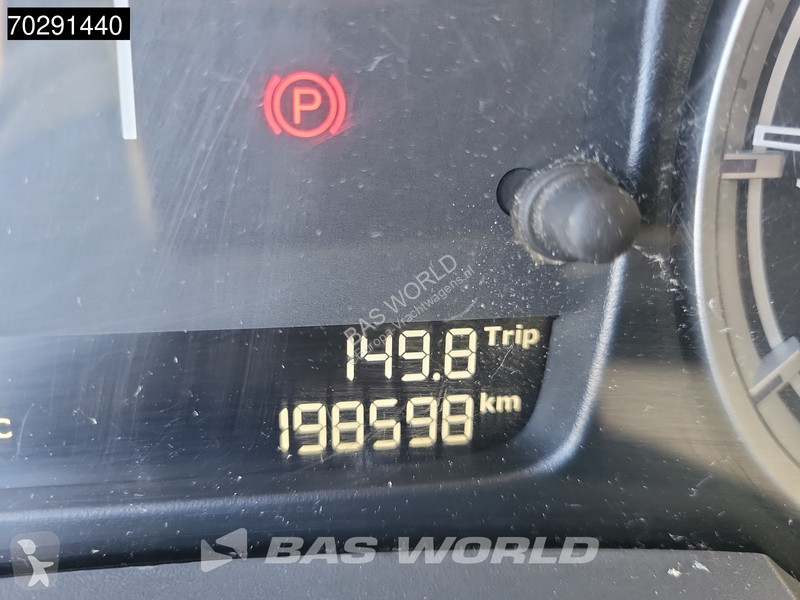 70291440
P
BAS WORLD
149.8 Trip
198598 km
C
BAS WORLD